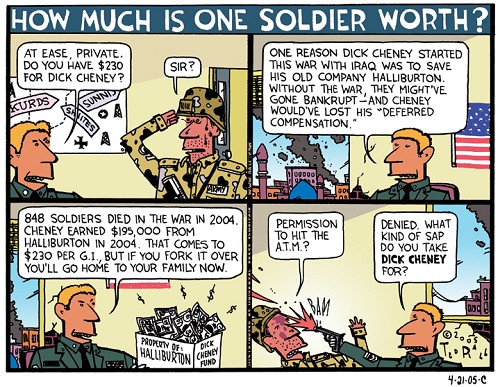 HOW MUCH IS ONE SOLDIER WORTH?
AT EASE, PRIVATE.
DO YOU HAVE $230
FOR DICK CHENEY?
SIR?
KURDS
SUNNIS
SHIITES
ARMY
ONE REASON DICK CHENEY STARTED
THIS WAR WITH IRAQ WAS TO SAVE
HIS OLD COMPANY HALLIBURTON.
WITHOUT THE WAR, THEY MIGHT'VE
GONE BANKRUPT—AND CHENEY
WOULD'VE LOST HIS "DEFERRED
COMPENSATION."
848 SOLDIERS DIED IN THE WAR IN 2004.
CHENEY EARNED $195,000 FROM
HALLIBURTON IN 2004. THAT COMES TO
$230 PER G.I., BUT IF YOU FORK IT OVER
YOU'LL GO HOME TO YOUR FAMILY NOW.
PROPERTY OF
HALLIBURTON
DICK
CHENEY
FUND
PERMISSION
TO HIT THE
A.T.M.?
BAM
DENIED. WHAT
KIND OF SAP
DO YOU TAKE
DICK CHENEY
FOR?
©2005
TED RALL
4-21-05-C